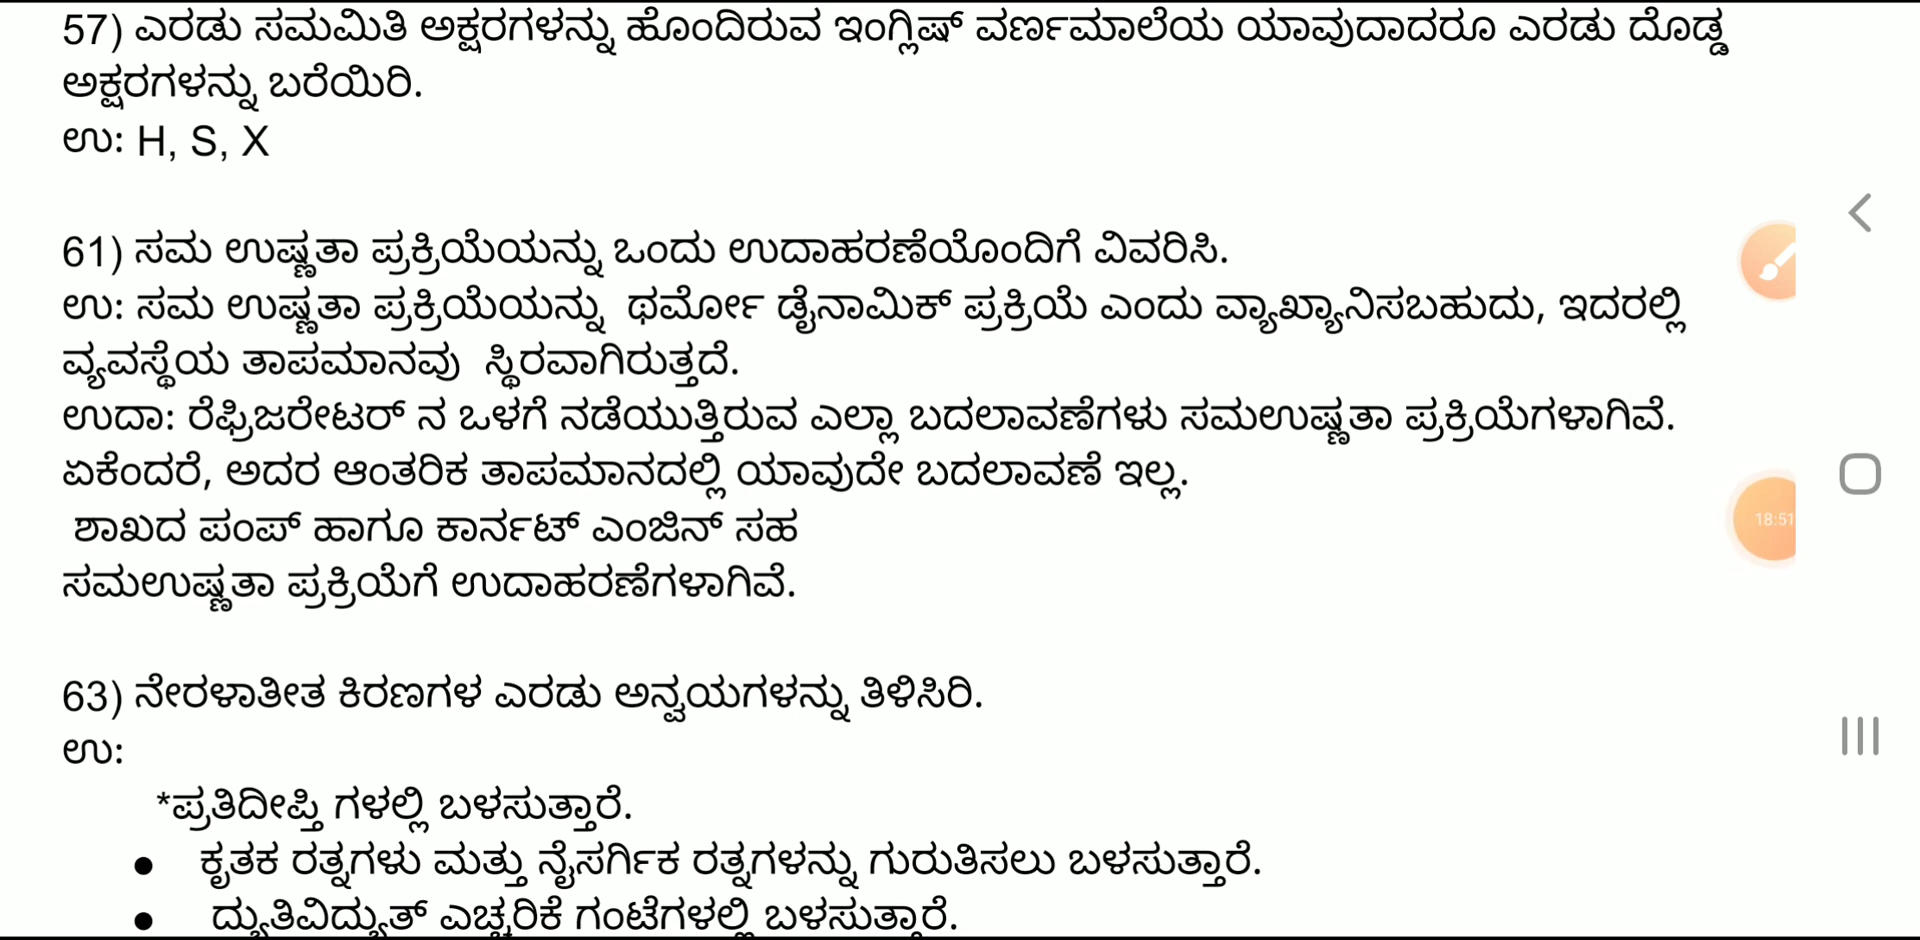 57) ಎರಡು ಸಮಮಿತಿ ಅಕ್ಷರಗಳನ್ನು ಹೊಂದಿರುವ ಇಂಗ್ಲಿಷ್ ವರ್ಣಮಾಲೆಯ ಯಾವುದಾದರೂ ಎರಡು ದೊಡ್ಡ
ಅಕ್ಷರಗಳನ್ನು ಬರೆಯಿರಿ.
ಉ: H, S, X
61) ಸಮ ಉಷ್ಣತಾ ಪ್ರಕ್ರಿಯೆಯನ್ನು ಒಂದು ಉದಾಹರಣೆಯೊಂದಿಗೆ ವಿವರಿಸಿ.
ಉ: ಸಮ ಉಷ್ಣತಾ ಪ್ರಕ್ರಿಯೆಯನ್ನು ಥರ್ಮೋ ಡೈನಾಮಿಕ್ ಪ್ರಕ್ರಿಯೆ ಎಂದು ವ್ಯಾಖ್ಯಾನಿಸಬಹುದು, ಇದರಲ್ಲಿ
ವ್ಯವಸ್ಥೆಯ ತಾಪಮಾನವು ಸ್ಥಿರವಾಗಿರುತ್ತದೆ.
ಉದಾ: ರೆಫ್ರಿಜರೇಟರ್ ನ ಒಳಗೆ ನಡೆಯುತ್ತಿರುವ ಎಲ್ಲಾ ಬದಲಾವಣೆಗಳು ಸಮಉಷ್ಣತಾ ಪ್ರಕ್ರಿಯೆಗಳಾಗಿವೆ.
ಏಕೆಂದರೆ, ಅದರ ಆಂತರಿಕ ತಾಪಮಾನದಲ್ಲಿ ಯಾವುದೇ ಬದಲಾವಣೆ ಇಲ್ಲ.
ಶಾಖದ ಪಂಪ್ ಹಾಗೂ ಕಾರ್ನಟ್ ಎಂಜಿನ್ ಸಹ
18:51
ಸಮಉಷ್ಣತಾ ಪ್ರಕ್ರಿಯೆಗೆ ಉದಾಹರಣೆಗಳಾಗಿವೆ.
63) ನೇರಳಾತೀತ ಕಿರಣಗಳ ಎರಡು ಅನ್ವಯಗಳನ್ನು ತಿಳಿಸಿರಿ.
ಉ:
*ಪ್ರತಿದೀಪ್ತಿ ಗಳಲ್ಲಿ ಬಳಸುತ್ತಾರೆ.
● ಕೃತಕ ರತ್ನಗಳು ಮತ್ತು ನೈಸರ್ಗಿಕ ರತ್ನಗಳನ್ನು ಗುರುತಿಸಲು ಬಳಸುತ್ತಾರೆ.
● ದ್ಯುತಿವಿದ್ಯುತ್ ಎಚ್ಚರಿಕೆ ಗಂಟೆಗಳಲ್ಲಿ ಬಳಸುತ್ತಾರೆ.